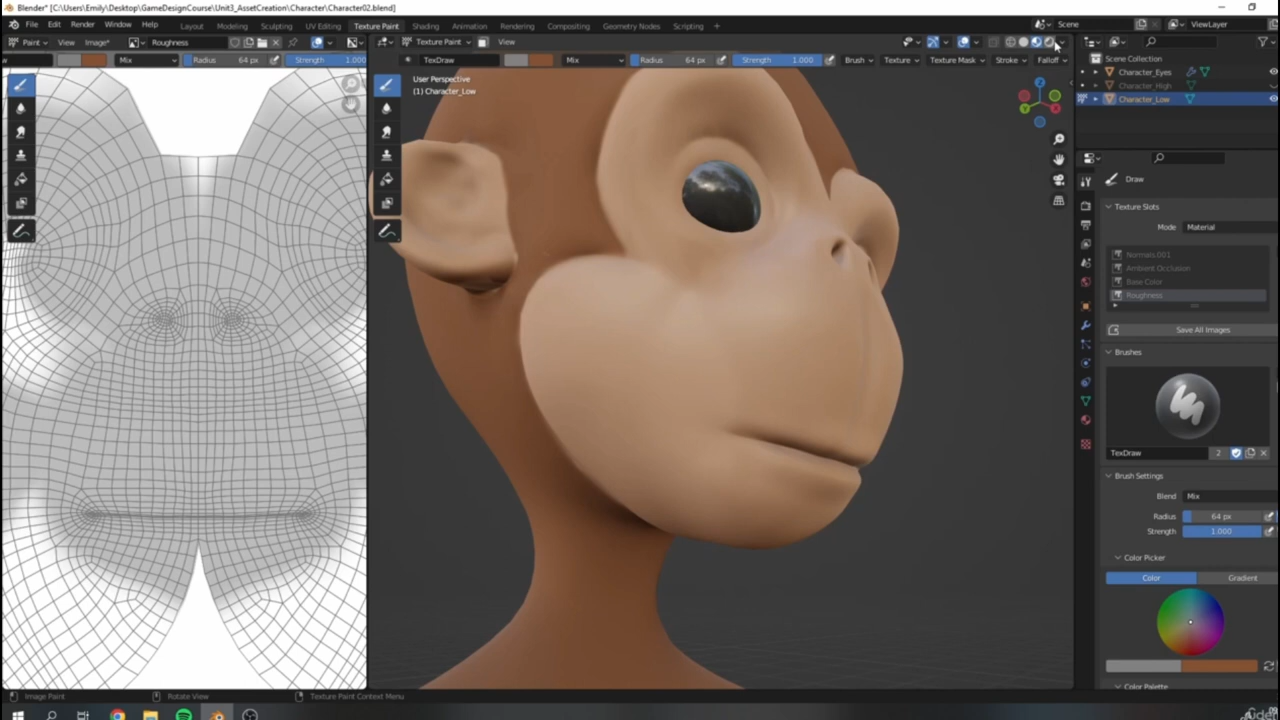 Blender* [C:\Users\Emily\Desktop\GameDesignCourse\Unit3_AssetCreation\Character\Character02.blend]
File Edit Render Window Help Layout Modeling Sculpting UV Editing Texture Paint Shading Animation Rendering Compositing Geometry Nodes Scripting + Scene ViewLayer
Paint View Image* Roughness Texture Paint View
Mix Radius 64 px Strength 1.000 TexDraw Mix Radius 64 px Strength 1.000 Brush Texture Texture Mask Stroke Falloff
User Perspective
(1) Character_Low
Scene Collection
Character_Eyes
Character_High
Character_Low
Draw
Texture Slots
Mode Material
Normals.001
Ambient Occlusion
Base Color
Roughness
Save All Images
Brushes
TexDraw 2
Brush Settings
Blend Mix
Radius 64 px
Strength 1.000
Color Picker
Color Gradient
Color Palette
Image Paint Rotate View Texture Paint Context Menu